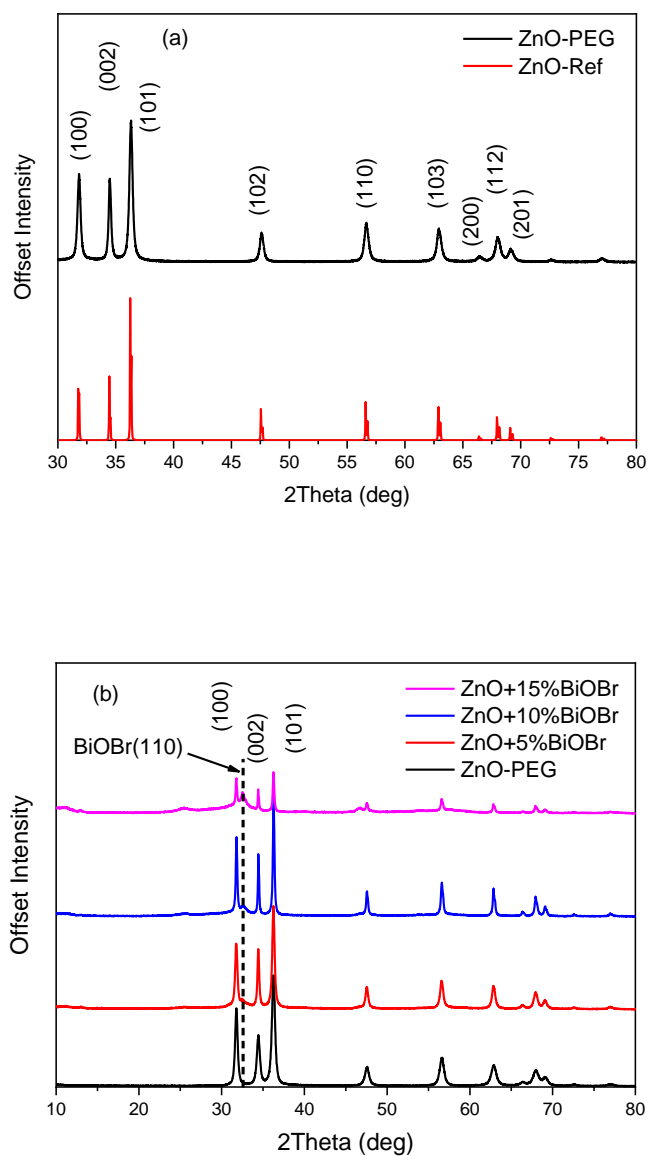 (a)
ZnO-PEG
ZnO-Ref
(100)
(002)
(101)
(102)
(110)
(103)
(200)
(112)
(201)
Offset Intensity
30 35 40 45 50 55 60 65 70 75 80
2Theta (deg)
(b)
ZnO+15%BiOBr
ZnO+10%BiOBr
ZnO+5%BiOBr
ZnO-PEG
(100)
(002)
(101)
BiOBr(110)
Offset Intensity
10 20 30 40 50 60 70 80
2Theta (deg)